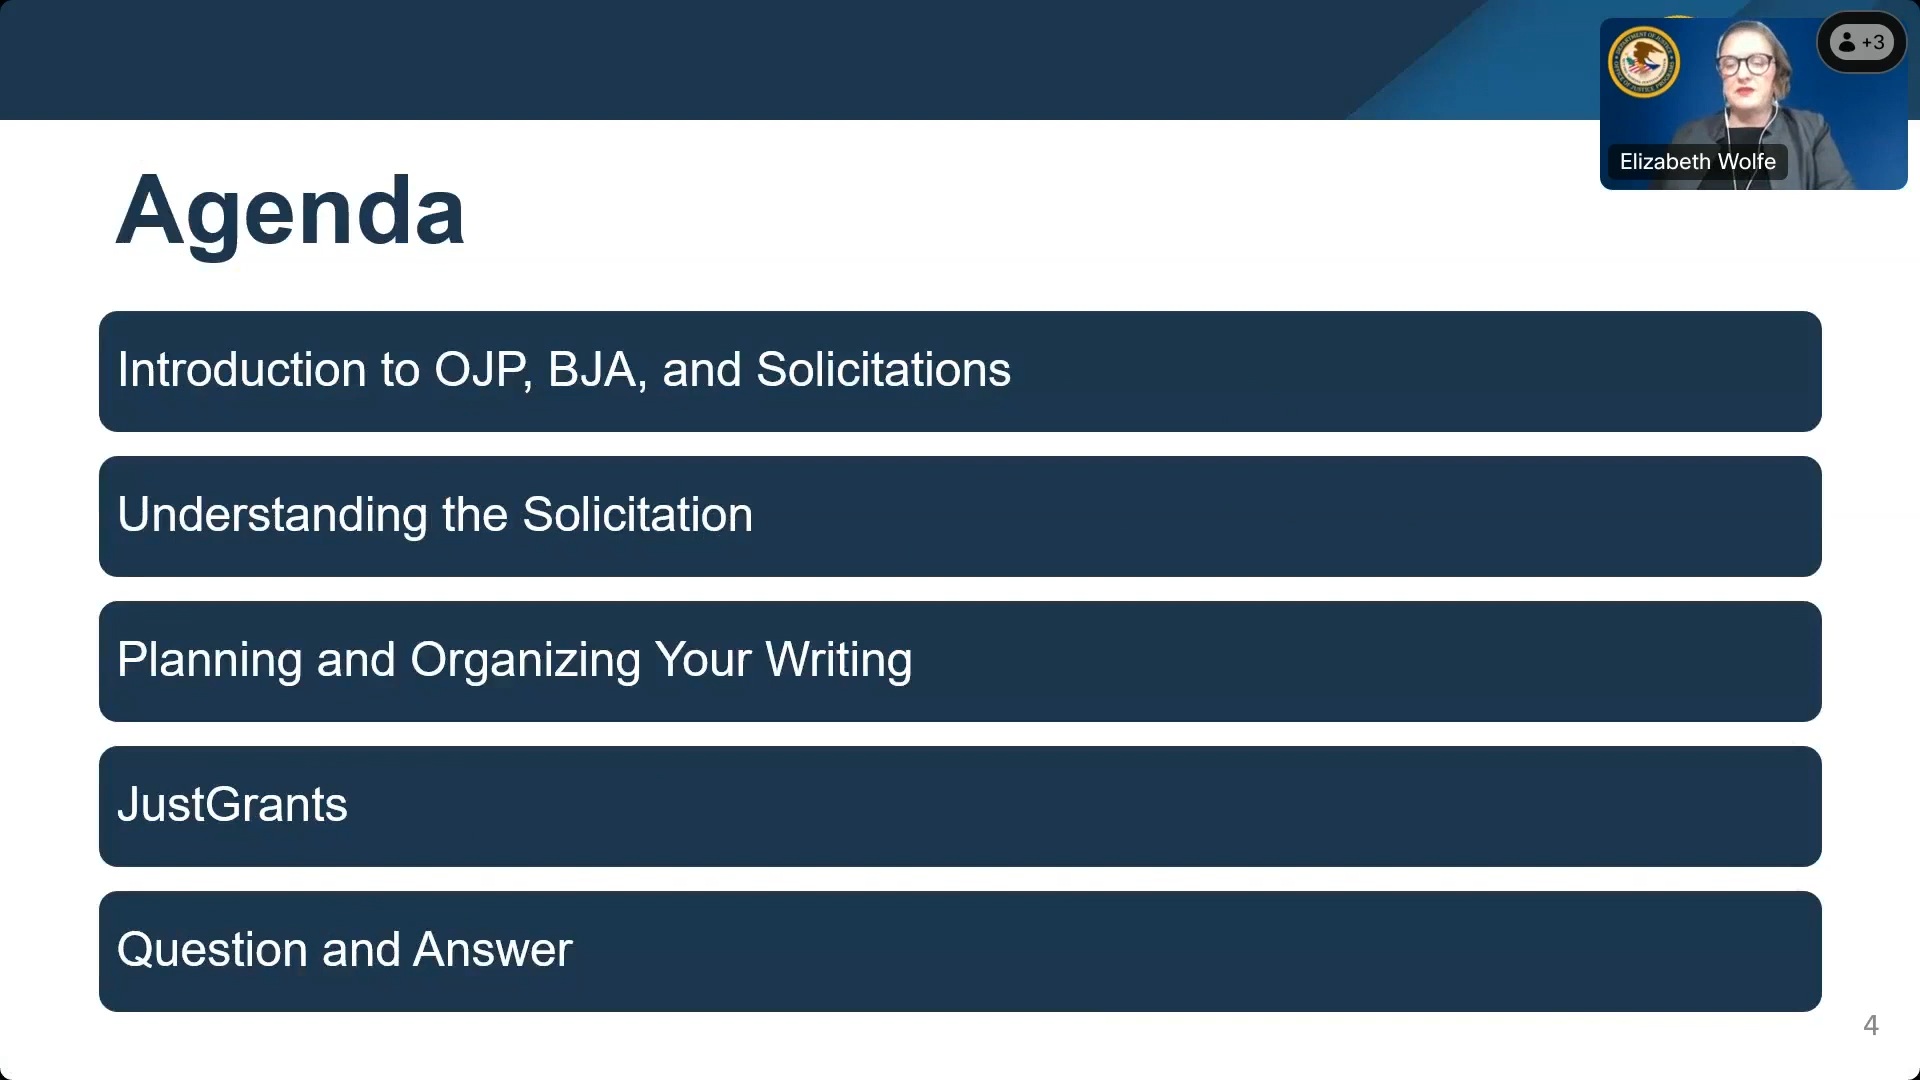 +3
Elizabeth Wolfe
Agenda
Introduction to OJP, BJA, and Solicitations
Understanding the Solicitation
Planning and Organizing Your Writing
JustGrants
Question and Answer
4